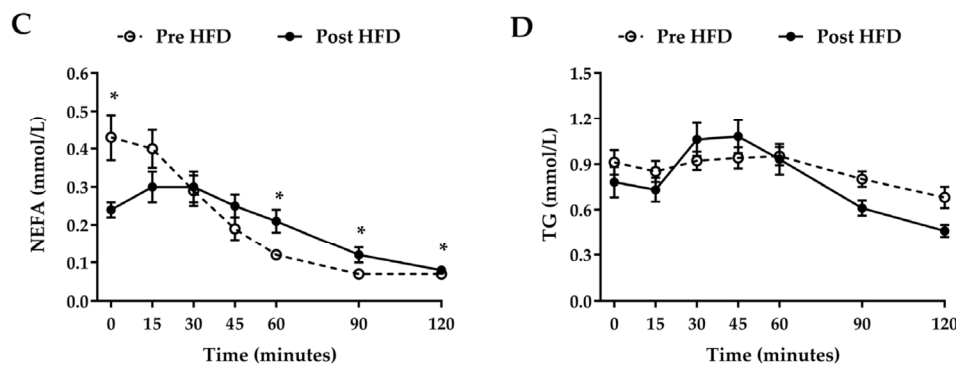 C
Pre HFD Post HFD
NEFA (mmol/L)
0.6
0.5
0.4
0.3
0.2
0.1
0.0
* * * *
0 15 30 45 60 90 120
Time (minutes)
D
Pre HFD Post HFD
TG (mmol/L)
1.5
1.2
0.9
0.6
0.3
0.0
0 15 30 45 60 90 120
Time (minutes)